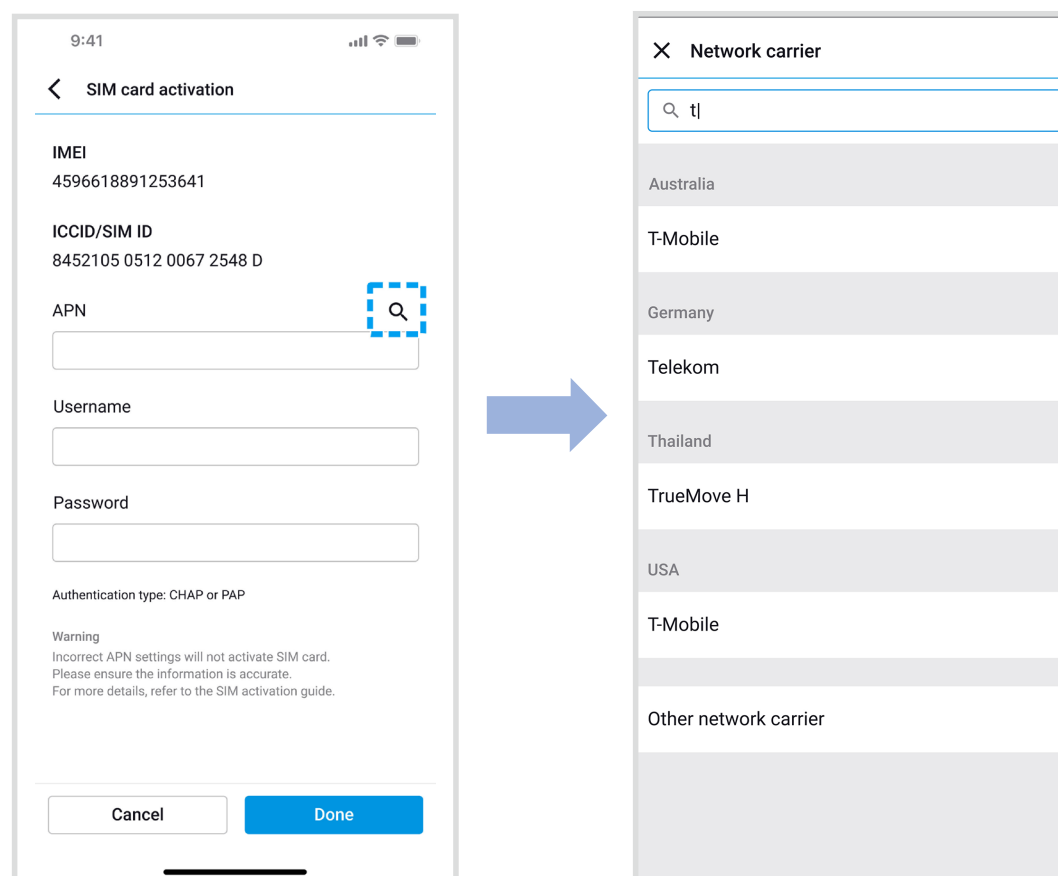 9:41
SIM card activation
IMEI
4596618891253641
ICCID/SIM ID
8452105 0512 0067 2548 D
APN
Username
Password
Authentication type: CHAP or PAP
Warning
Incorrect APN settings will not activate SIM card.
Please ensure the information is accurate.
For more details, refer to the SIM activation guide.
Cancel
Done
Network carrier
t
Australia
T-Mobile
Germany
Telekom
Thailand
TrueMove H
USA
T-Mobile
Other network carrier